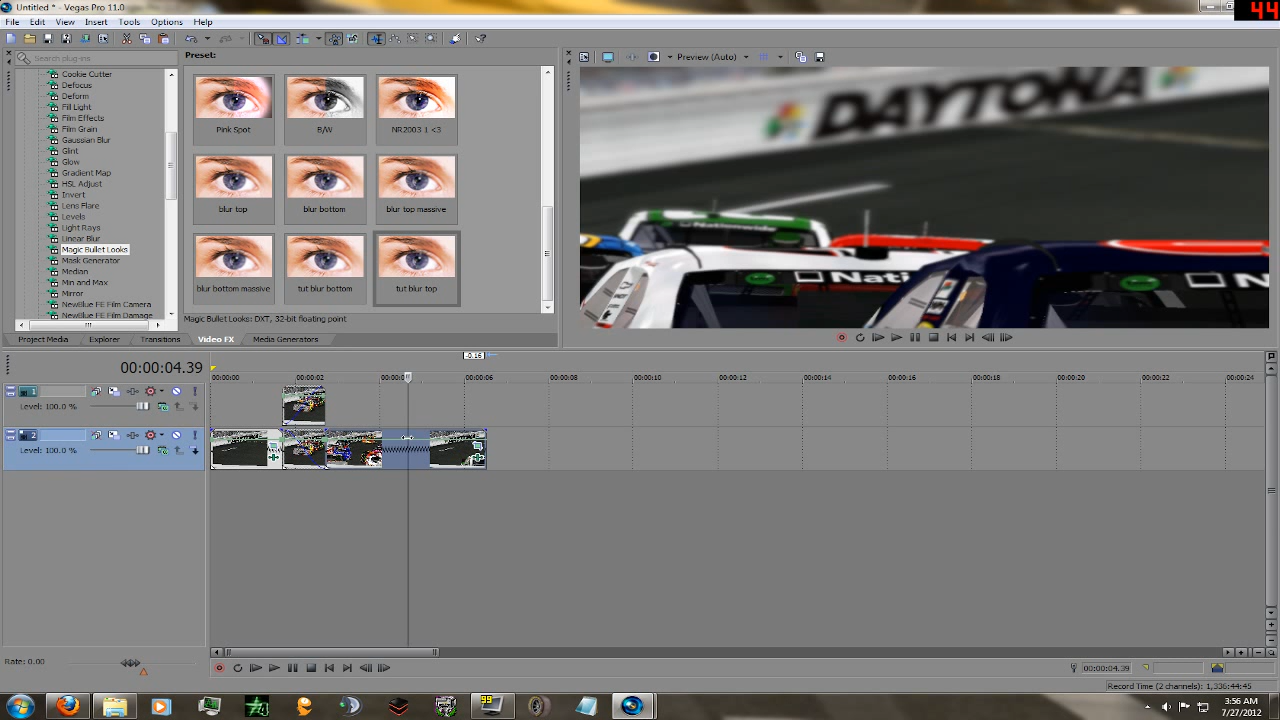 Untitled * - Vegas Pro 11.0
44
File Edit View Insert Tools Options Help
Search plug-ins
Preset:
Preview (Auto)
Cookie Cutter
Defocus
Deform
Fill Light
Film Effects
Film Grain
Gaussian Blur
Glint
Glow
Gradient Map
HSL Adjust
Invert
Lens Flare
Levels
Light Rays
Linear Blur
Magic Bullet Looks
Mask Generator
Median
Min and Max
Mirror
NewBlue FE Film Camera
NewBlue FE Film Damage
Pink Spot
B/W
NR2003 1 <3
blur top
blur bottom
blur top massive
blur bottom massive
tut blur bottom
tut blur top
Magic Bullet Looks: DXT, 32-bit floating point
DAYTONA
Nationwide
Nati
Nat
Project Media Explorer Transitions Video FX Media Generators
-0.16
00:00:04.39
00:00:00 00:00:02 00:00:06 00:00:08 00:00:10 00:00:12 00:00:14 00:00:16 00:00:18 00:00:20 00:00:22 00:00:24
1
Level: 100.0 %
2
Level: 100.0 %
Rate: 0.00
00:00:04.39
Record Time (2 channels): 1,336:44:45
39
3:56 AM
7/27/2012